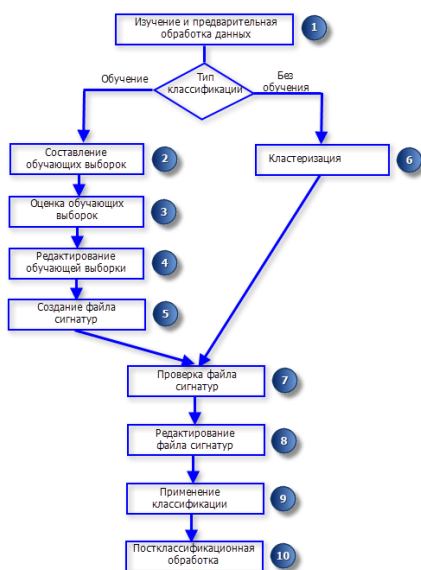 Изучение и предварительная
обработка данных
1
Обучение
Тип
классификации
Без
обучения
Составление
обучающих выборок
2
Кластеризация
6
Оценка обучающих
выборок
3
Редактирование
обучающей выборки
4
Создание файла
сигнатур
5
Проверка файла
сигнатур
7
Редактирование
файла сигнатур
8
Применение
классификации
9
Постклассификационная
обработка
10